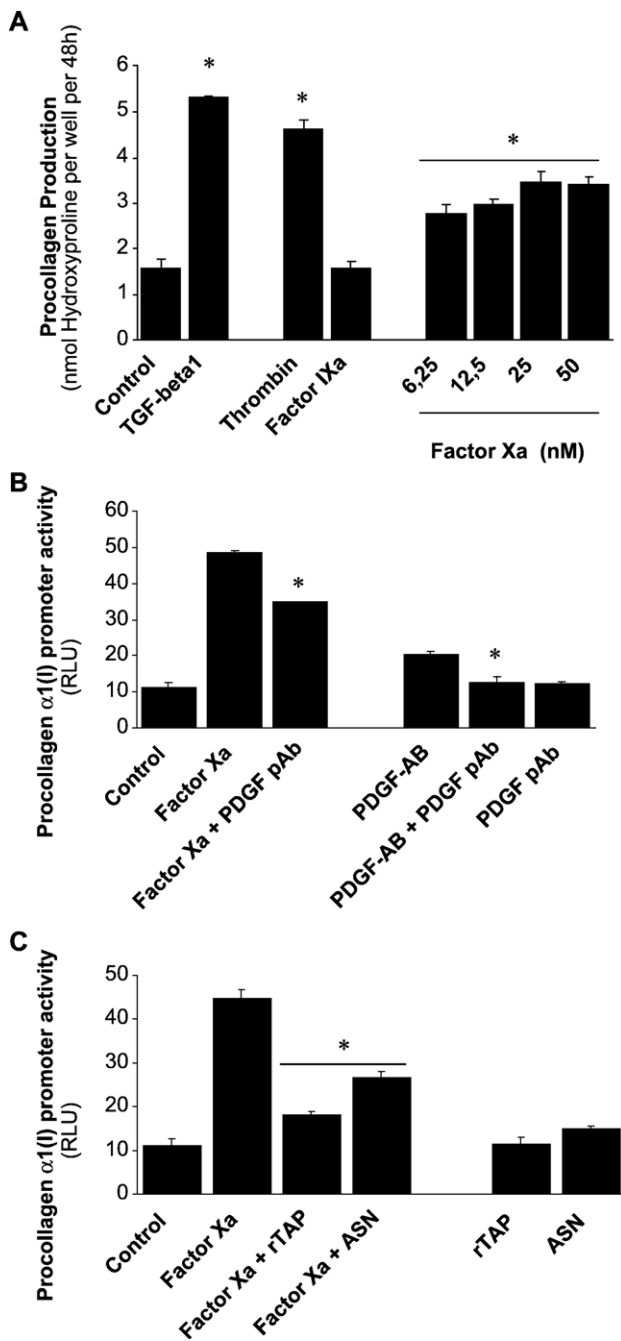 A
Procollagen Production
(nmol Hydroxyproline per well per 48h)
6
5
4
3
2
1
0
*
*
*
Control
TGF-beta1
Thrombin
Factor IXa
6,25
12,5
25
50
Factor Xa (nM)
B
Procollagen α1(I) promoter activity
(RLU)
60
50
40
30
20
10
0
*
*
Control
Factor Xa
Factor Xa + PDGF pAb
PDGF-AB
PDGF-AB + PDGF pAb
PDGF pAb
C
Procollagen α1(I) promoter activity
(RLU)
50
40
30
20
10
0
*
Control
Factor Xa
Factor Xa + rTAP
Factor Xa + ASN
rTAP
ASN